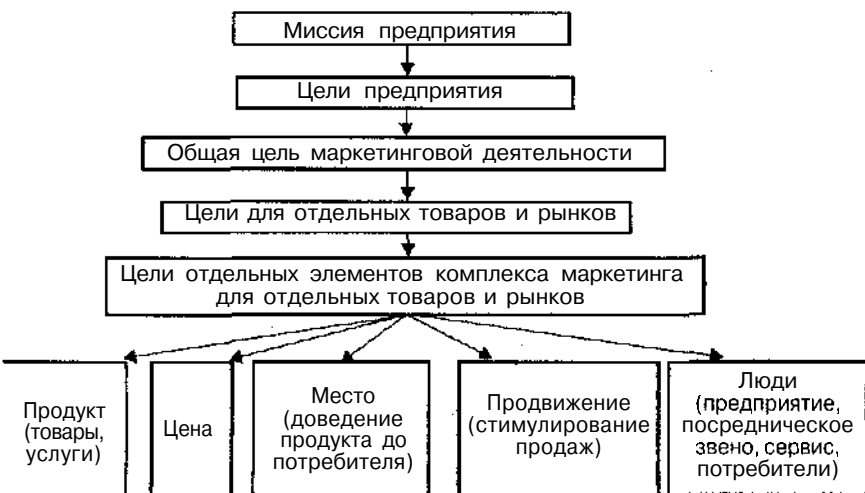 Миссия предприятия
Цели предприятия
Общая цель маркетинговой деятельности
Цели для отдельных товаров и рынков
Цели отдельных элементов комплекса маркетинга
для отдельных товаров и рынков
Продукт
(товары,
услуги)
Цена
Место
(доведение
продукта до
потребителя)
Продвижение
(стимулирование
продаж)
Люди
(предприятие,
посредническое
звено, сервис,
потребители)